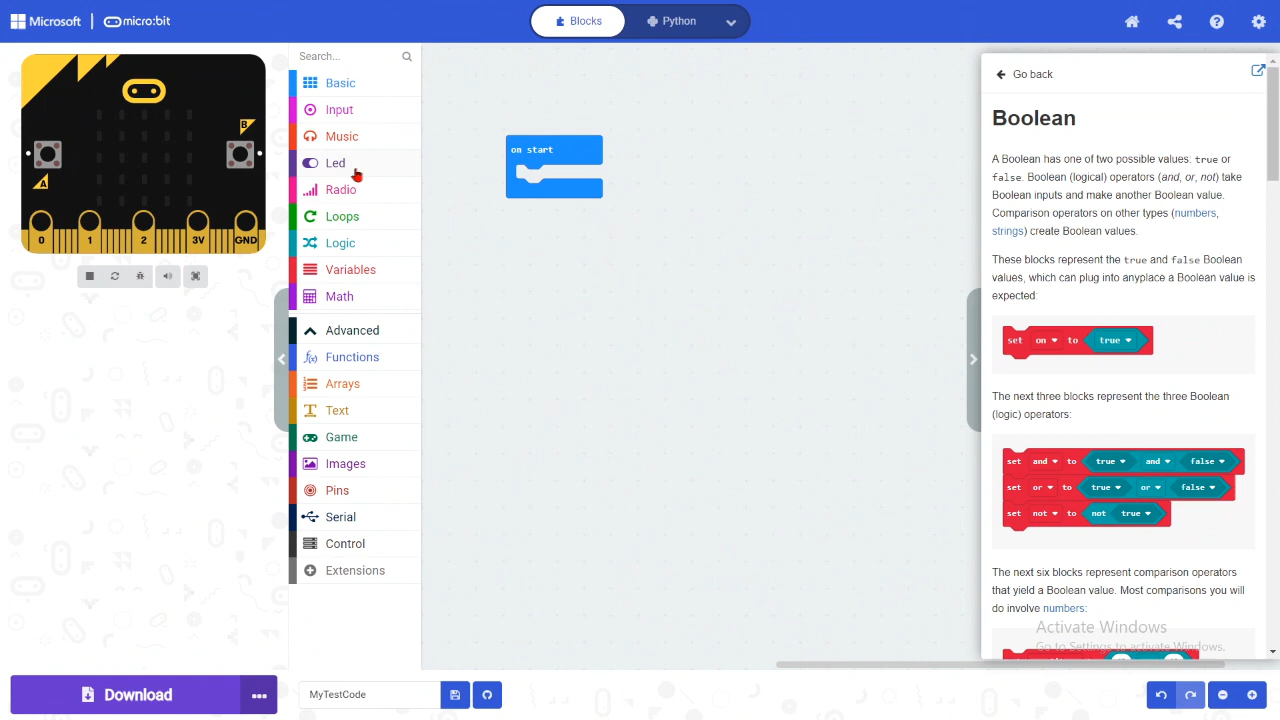 Microsoft | micro:bit
Blocks
Python
Search...
Basic
Input
Music
Led
Radio
Loops
Logic
Variables
Math
Advanced
Functions
Arrays
Text
Game
Images
Pins
Serial
Control
Extensions
A
B
0 1 2 3V GND
on start
Go back
Boolean
A Boolean has one of two possible values: true or
false. Boolean (logical) operators (and, or, not) take
Boolean inputs and make another Boolean value.
Comparison operators on other types (numbers,
strings) create Boolean values.
These blocks represent the true and false Boolean
values, which can plug into anyplace a Boolean value is
expected:
set on to true
The next three blocks represent the three Boolean
(logic) operators:
set and to true and false
set or to true or false
set not to not true
The next six blocks represent comparison operators
that yield a Boolean value. Most comparisons you will
do involve numbers:
Activate Windows
Go to Settings to activate Windows.
Download
MyTestCode